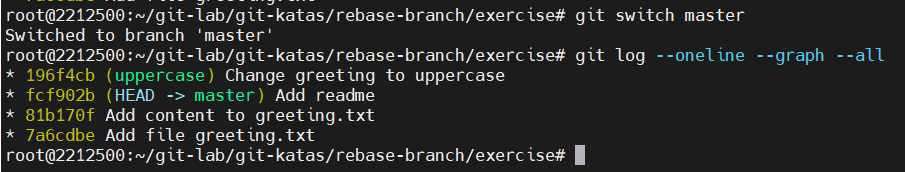 root@2212500:~/git-lab/git-katas/rebase-branch/exercise# git switch master
Switched to branch 'master'
root@2212500:~/git-lab/git-katas/rebase-branch/exercise# git log --oneline --graph --all
* 196f4cb (uppercase) Change greeting to uppercase
* fcf902b (HEAD -> master) Add readme
* 81b170f Add content to greeting.txt
* 7a6cdbe Add file greeting.txt
root@2212500:~/git-lab/git-katas/rebase-branch/exercise#